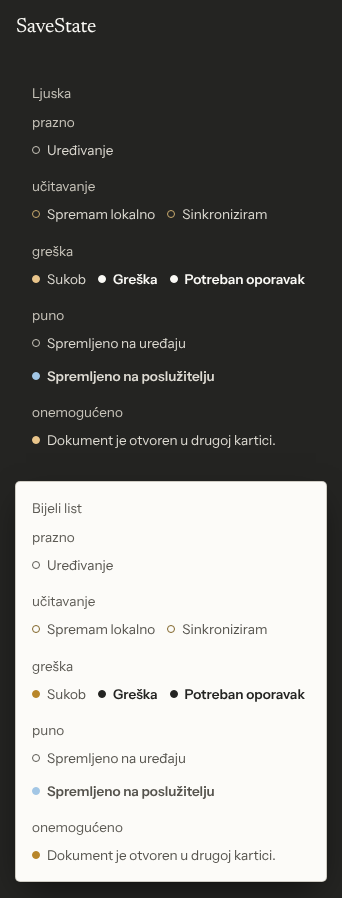 SaveState
Ljuska
prazno
Uređivanje
učitavanje
Spremam lokalno Sinkroniziram
greška
Sukob Greška Potreban oporavak
puno
Spremljeno na uređaju
Spremljeno na poslužitelju
onemogućeno
Dokument je otvoren u drugoj kartici.
Bijeli list
prazno
Uređivanje
učitavanje
Spremam lokalno Sinkroniziram
greška
Sukob Greška Potreban oporavak
puno
Spremljeno na uređaju
Spremljeno na poslužitelju
onemogućeno
Dokument je otvoren u drugoj kartici.